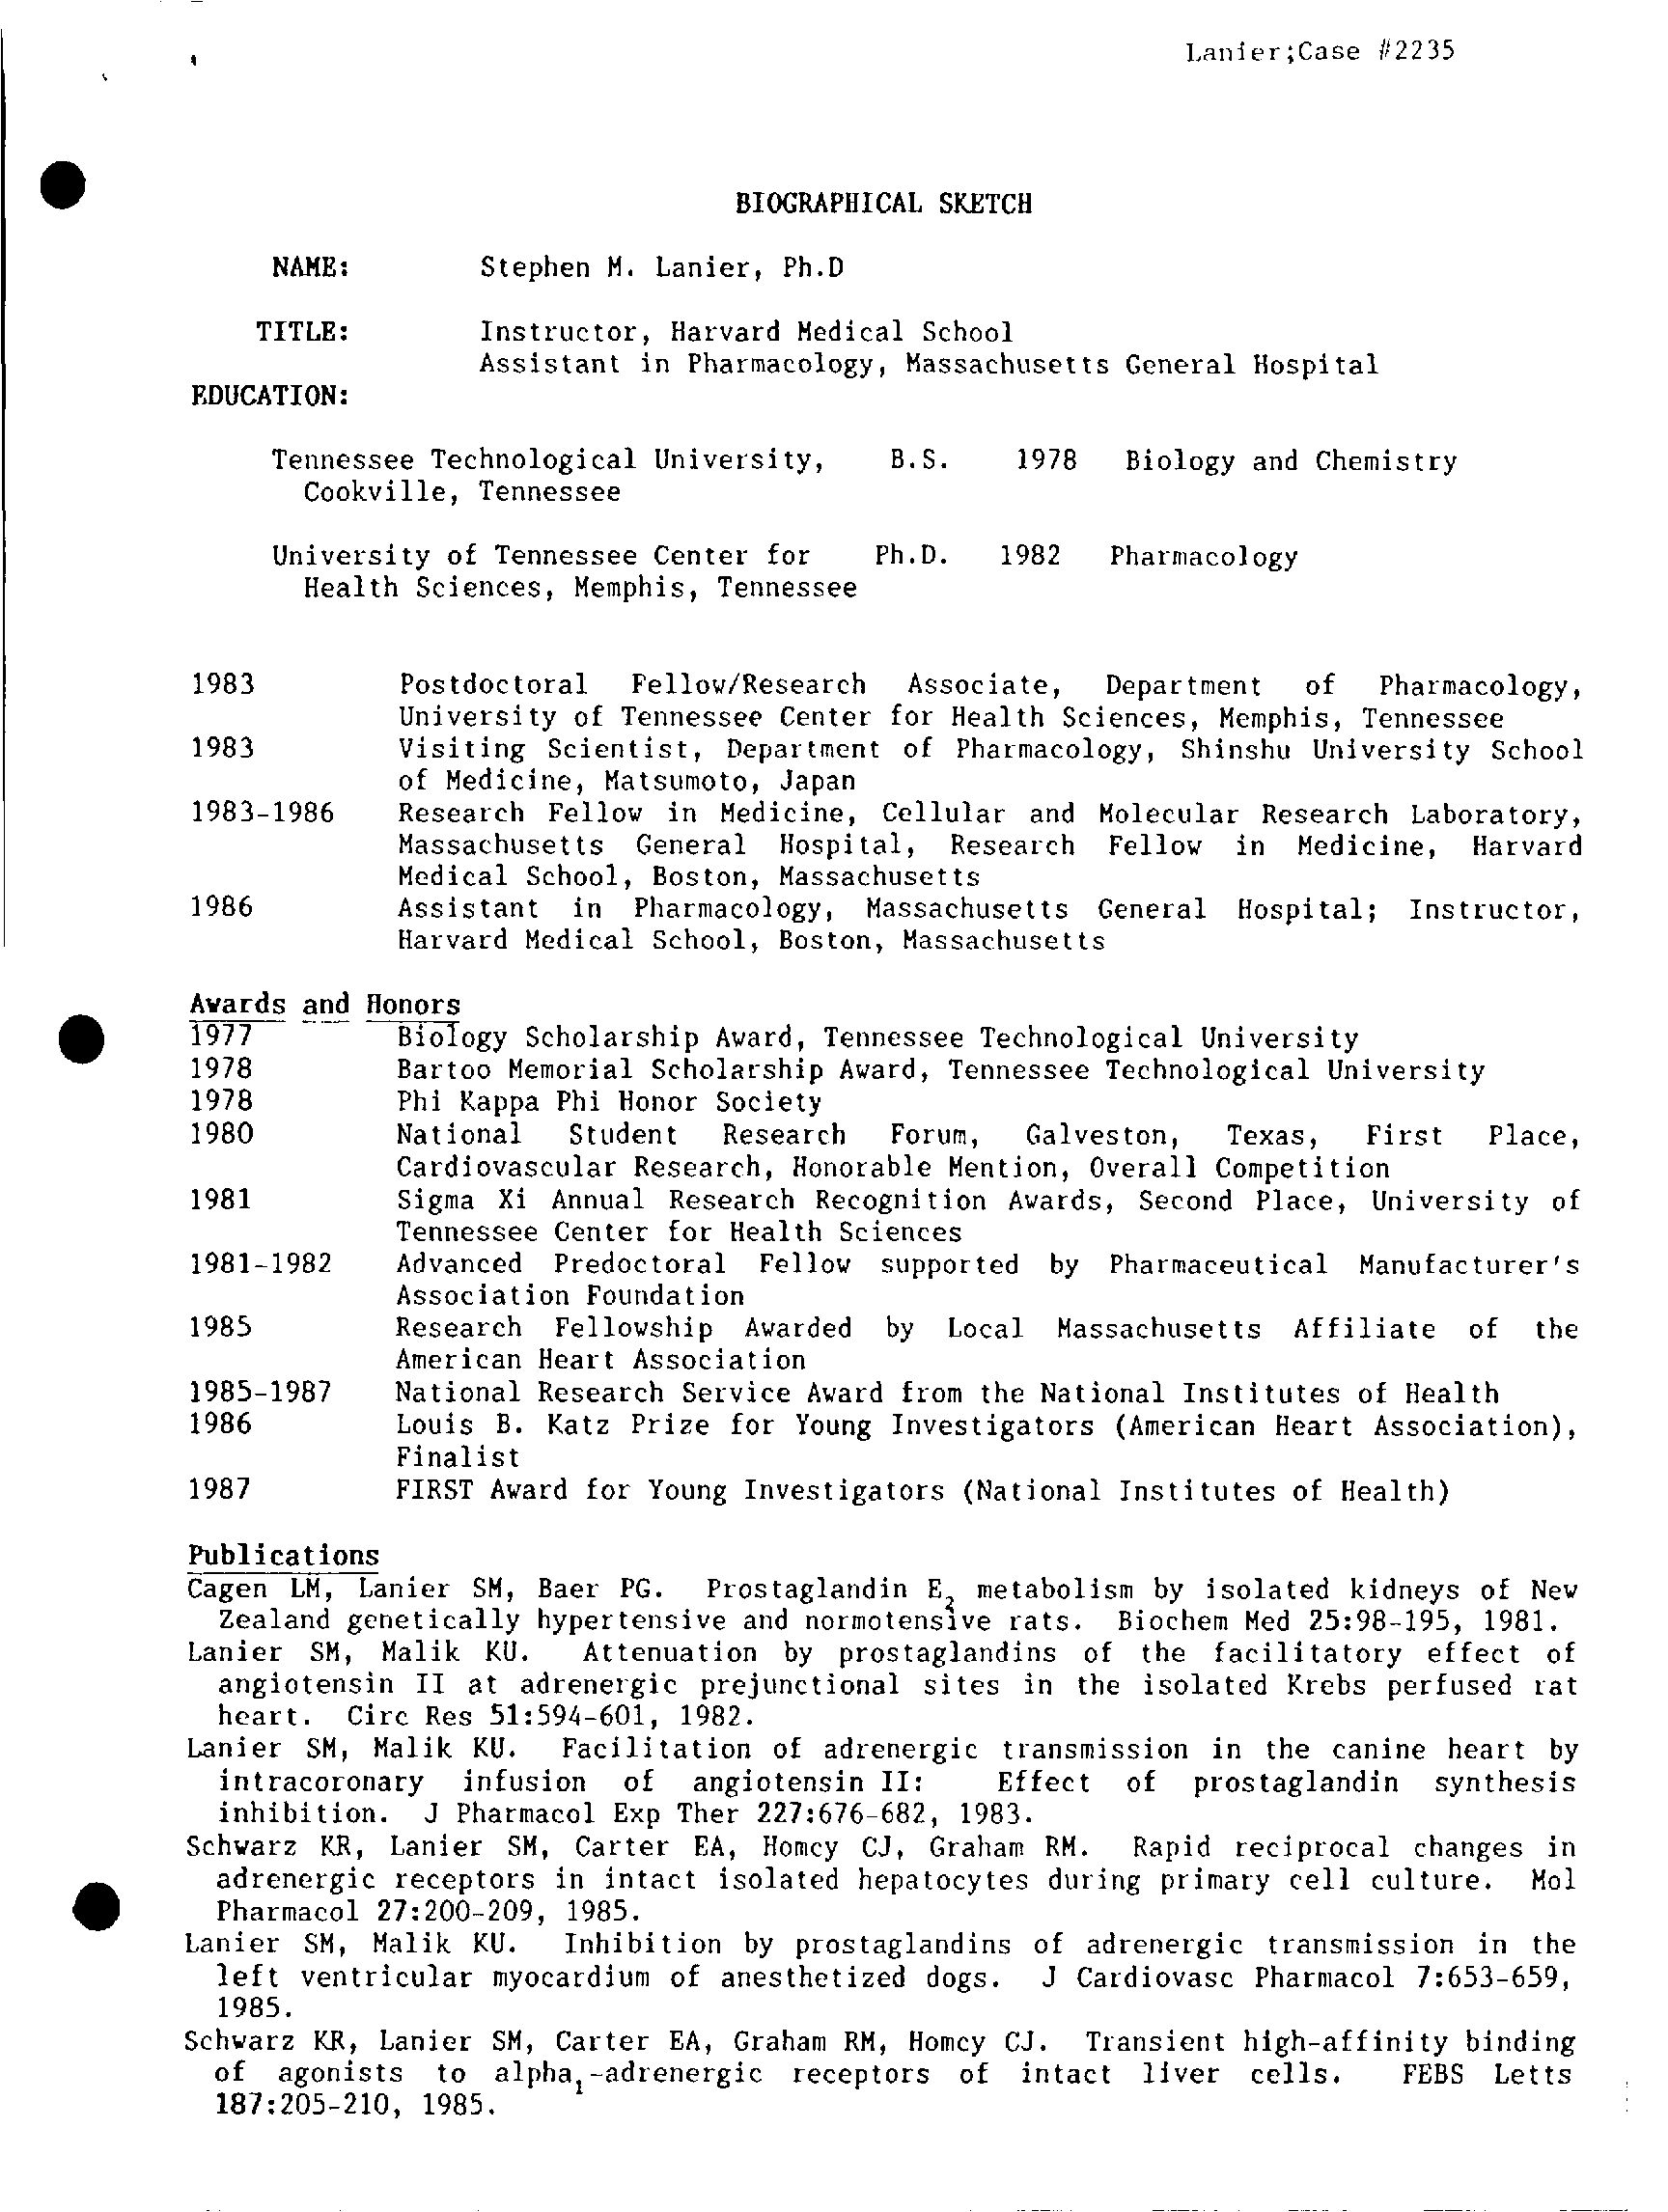 Lanier;Case #2235
BIOGRAPHICAL SKETCH
NAME: Stephen M. Lanier, Ph.D
TITLE: Instructor, Harvard Medical School
Assistant in Pharmacology, Massachusetts General Hospital
EDUCATION:
Tennessee Technological University, B.S. 1978 Biology and Chemistry
Cookville, Tennessee
University of Tennessee Center for Ph.D. 1982 Pharmacology
Health Sciences, Memphis, Tennessee
1983 Postdoctoral Fellow/Research Associate, Department of Pharmacology,
University of Tennessee Center for Health Sciences, Memphis, Tennessee
1983 Visiting Scientist, Department of Pharmacology, Shinshu University School
of Medicine, Matsumoto, Japan
1983-1986 Research Fellow in Medicine, Cellular and Molecular Research Laboratory,
Massachusetts General Hospital, Research Fellow in Medicine, Harvard
Medical School, Boston, Massachusetts
1986 Assistant in Pharmacology, Massachusetts General Hospital; Instructor,
Harvard Medical School, Boston, Massachusetts
Awards and Honors
1977 Biology Scholarship Award, Tennessee Technological University
1978 Bartoo Memorial Scholarship Award, Tennessee Technological University
1978 Phi Kappa Phi Honor Society
1980 National Student Research Forum, Galveston, Texas, First Place,
Cardiovascular Research, Honorable Mention, Overall Competition
1981 Sigma Xi Annual Research Recognition Awards, Second Place, University of
Tennessee Center for Health Sciences
1981-1982 Advanced Predoctoral Fellow supported by Pharmaceutical Manufacturer's
Association Foundation
1985 Research Fellowship Awarded by Local Massachusetts Affiliate of the
American Heart Association
1985-1987 National Research Service Award from the National Institutes of Health
1986 Louis B. Katz Prize for Young Investigators (American Heart Association),
Finalist
1987 FIRST Award for Young Investigators (National Institutes of Health)
Publications
Cagen LM, Lanier SM, Baer PG. Prostaglandin E₂ metabolism by isolated kidneys of New
Zealand genetically hypertensive and normotensive rats. Biochem Med 25:98-195, 1981.
Lanier SM, Malik KU. Attenuation by prostaglandins of the facilitatory effect of
angiotensin II at adrenergic prejunctional sites in the isolated Krebs perfused rat
heart. Circ Res 51:594-601, 1982.
Lanier SM, Malik KU. Facilitation of adrenergic transmission in the canine heart by
intracoronary infusion of angiotensin II: Effect of prostaglandin synthesis
inhibition. J Pharmacol Exp Ther 227:676-682, 1983.
Schwarz KR, Lanier SM, Carter EA, Homcy CJ, Graham RM. Rapid reciprocal changes in
adrenergic receptors in intact isolated hepatocytes during primary cell culture. Mol
Pharmacol 27:200-209, 1985.
Lanier SM, Malik KU. Inhibition by prostaglandins of adrenergic transmission in the
left ventricular myocardium of anesthetized dogs. J Cardiovasc Pharmacol 7:653-659,
1985.
Schwarz KR, Lanier SM, Carter EA, Graham RM, Homcy CJ. Transient high-affinity binding
of agonists to alpha₁-adrenergic receptors of intact liver cells. FEBS Letts
187:205-210, 1985.